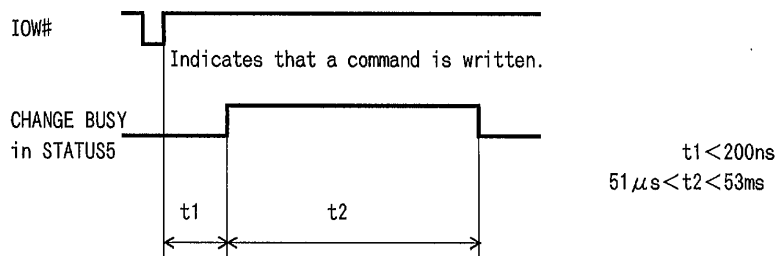 IOW#
Indicates that a command is written.
CHANGE BUSY
in STATUS5
t1<200ns
51μs<t2<53ms
t1
t2